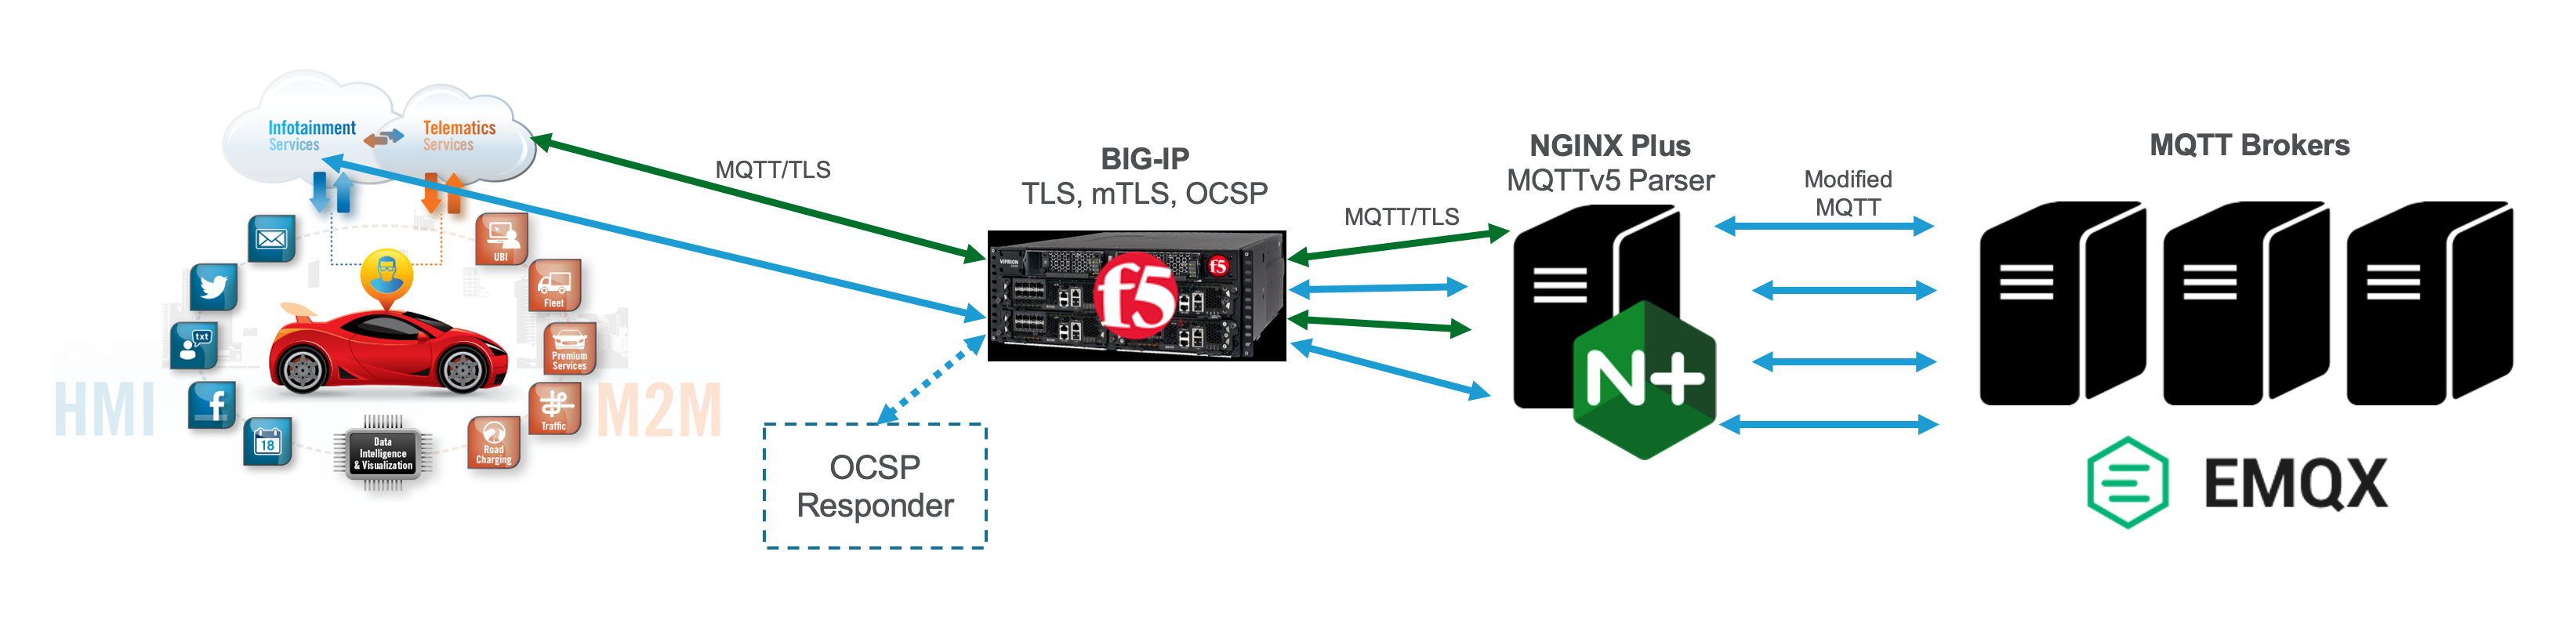 Infotainment
Services
Telematics
Services
UBI
Fleet
txt
Premium
Services
HMI
M2M
Traffic
18
Road
Charging
Data
Intelligence
& Visualization
MQTT/TLS
OCSP
Responder
BIG-IP
TLS, mTLS, OCSP
VIPRION
f5
f5
MQTT/TLS
NGINX Plus
MQTTv5 Parser
N+
Modified
MQTT
MQTT Brokers
EMQX